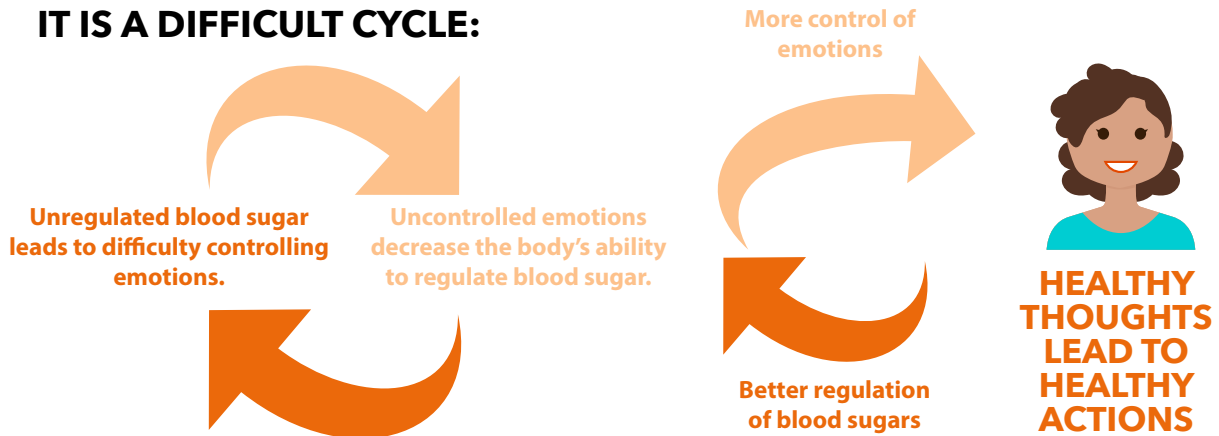 IT IS A DIFFICULT CYCLE:
Unregulated blood sugar
leads to difficulty controlling
emotions.
Uncontrolled emotions
decrease the body’s ability
to regulate blood sugar.
More control of
emotions
Better regulation
of blood sugars
HEALTHY
THOUGHTS
LEAD TO
HEALTHY
ACTIONS